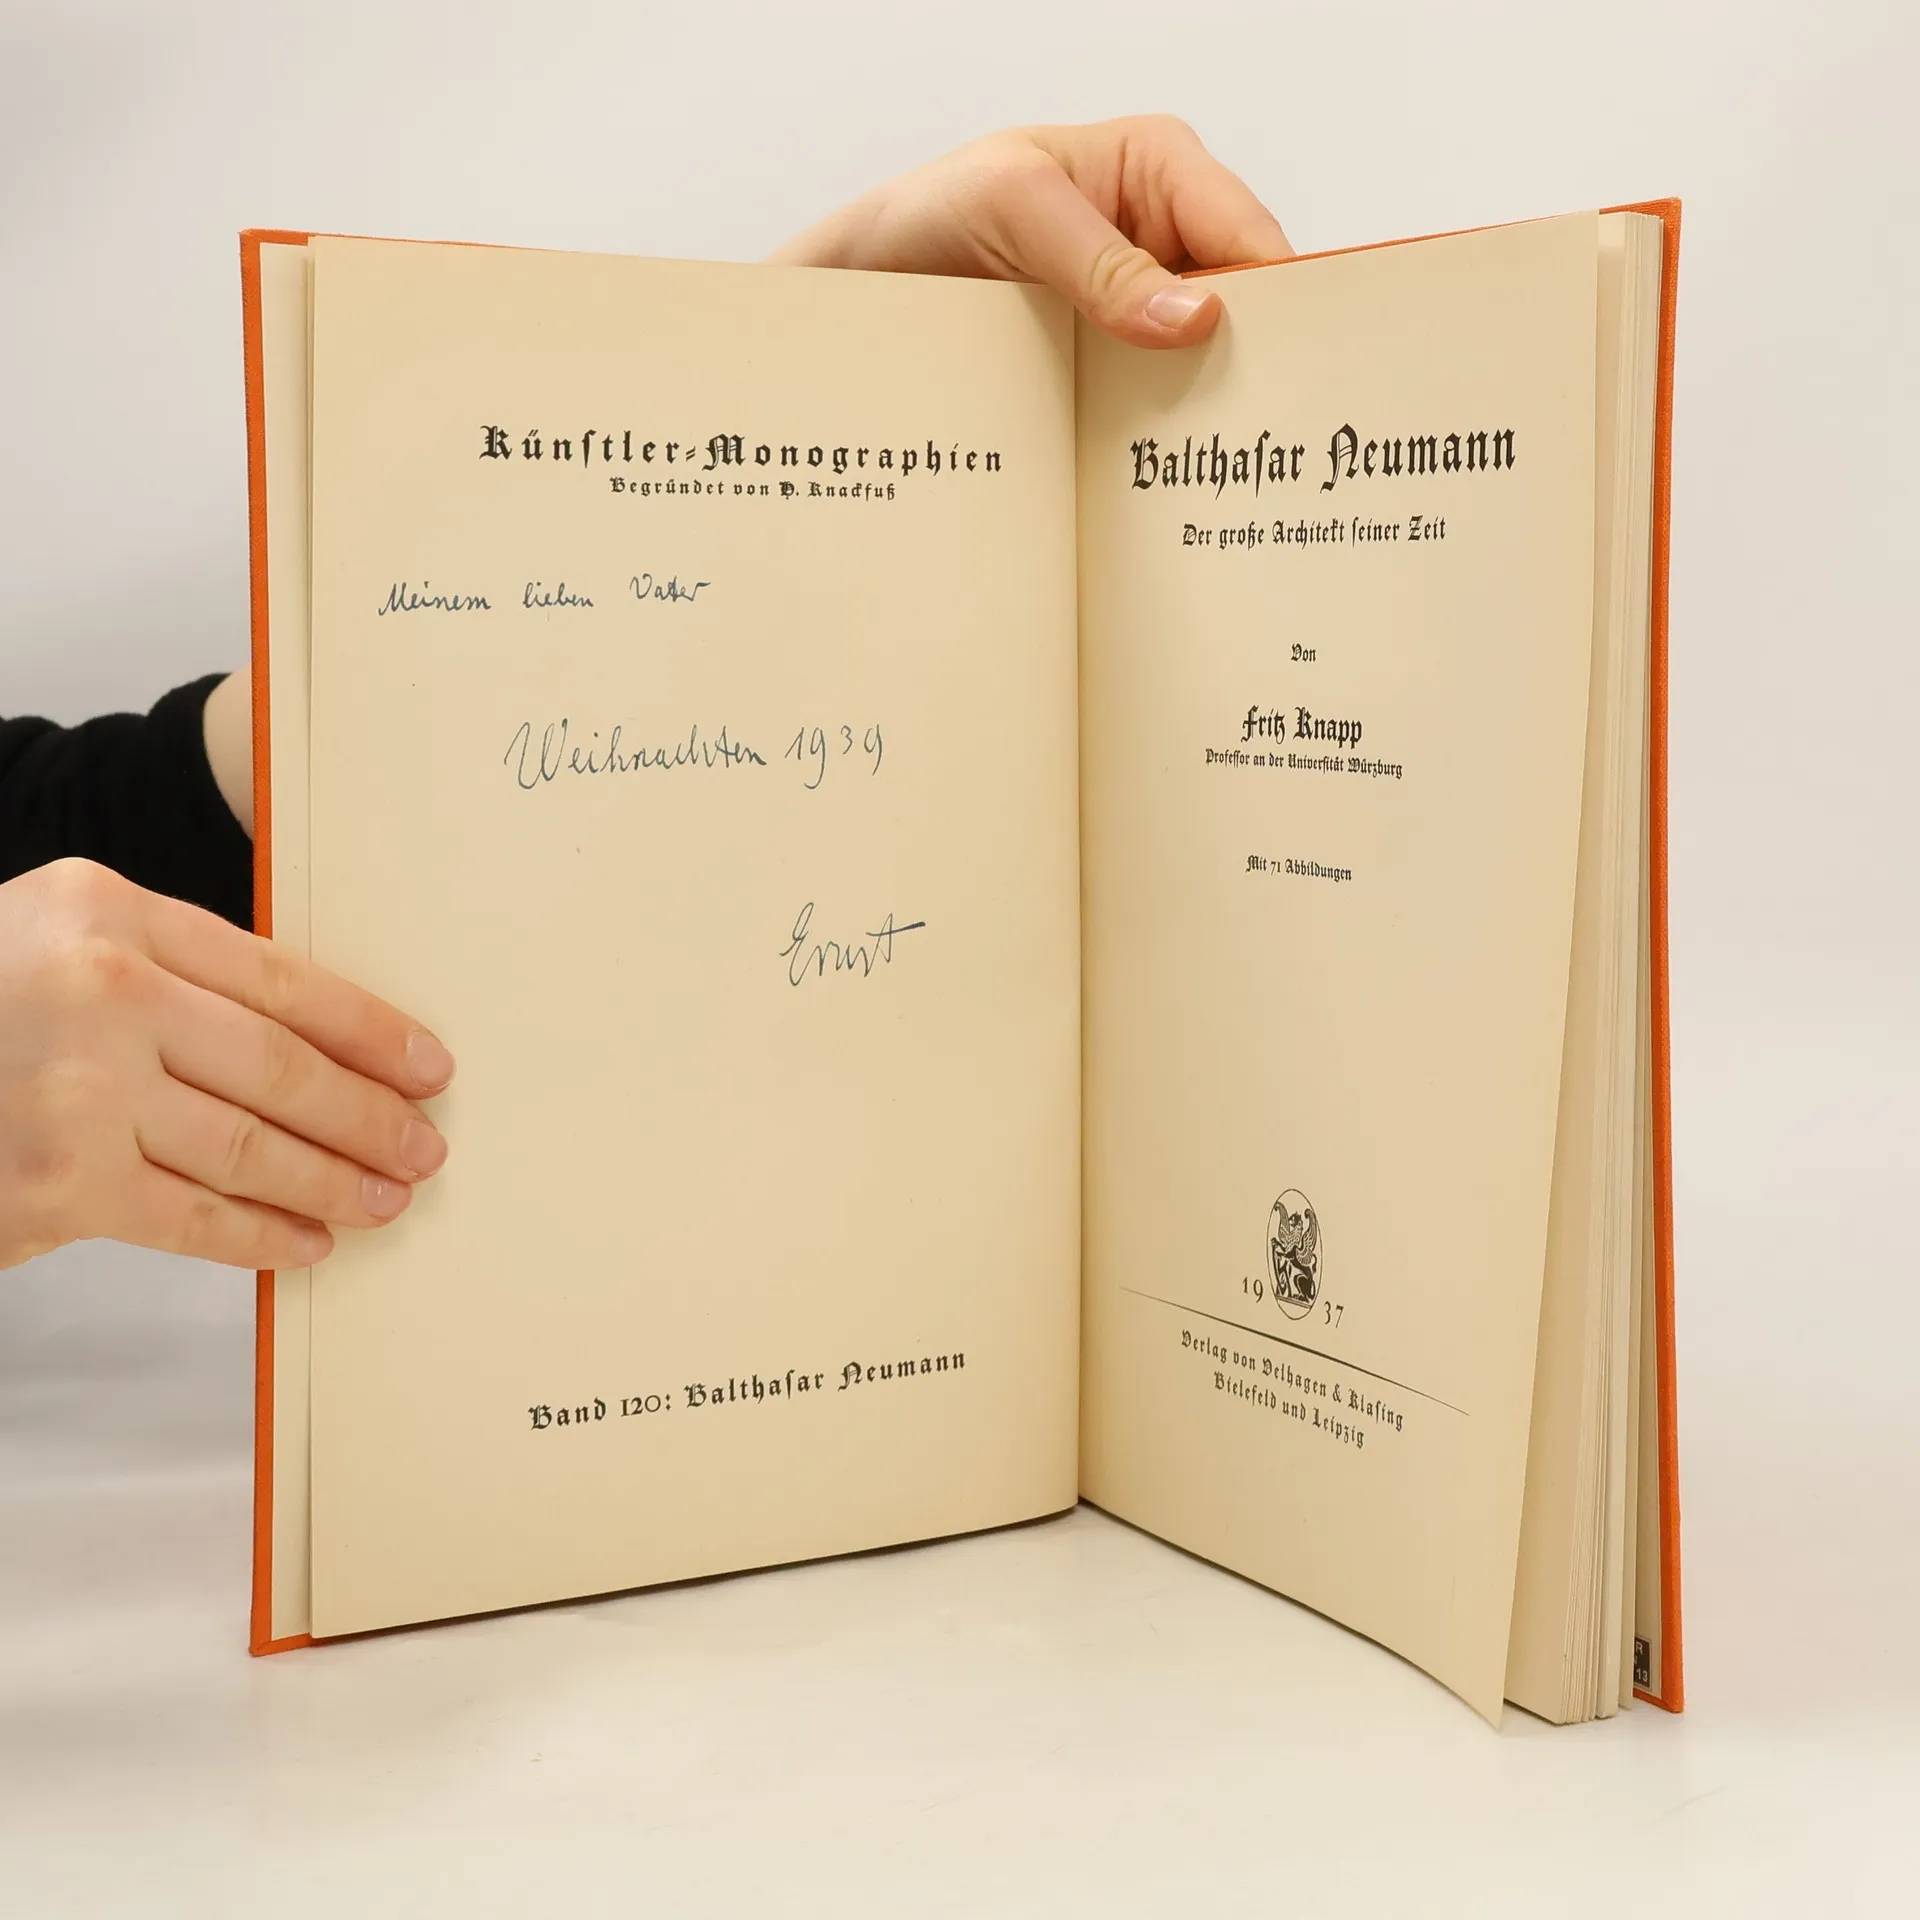 Künſtler-Monographien
Begründet von H. Knackfuß
Meinem lieben Vater
Weihnachten 1939
Ernst
Band 120: Balthaſar Neumann
Balthaſar Neumann
Der große Architekt ſeiner Zeit
Von
Fritz Knapp
Profeſſor an der Univerſität Würzburg
Mit 71 Abbildungen
19 37
Verlag von Velhagen & Klaſing
Bielefeld und Leipzig
R
13